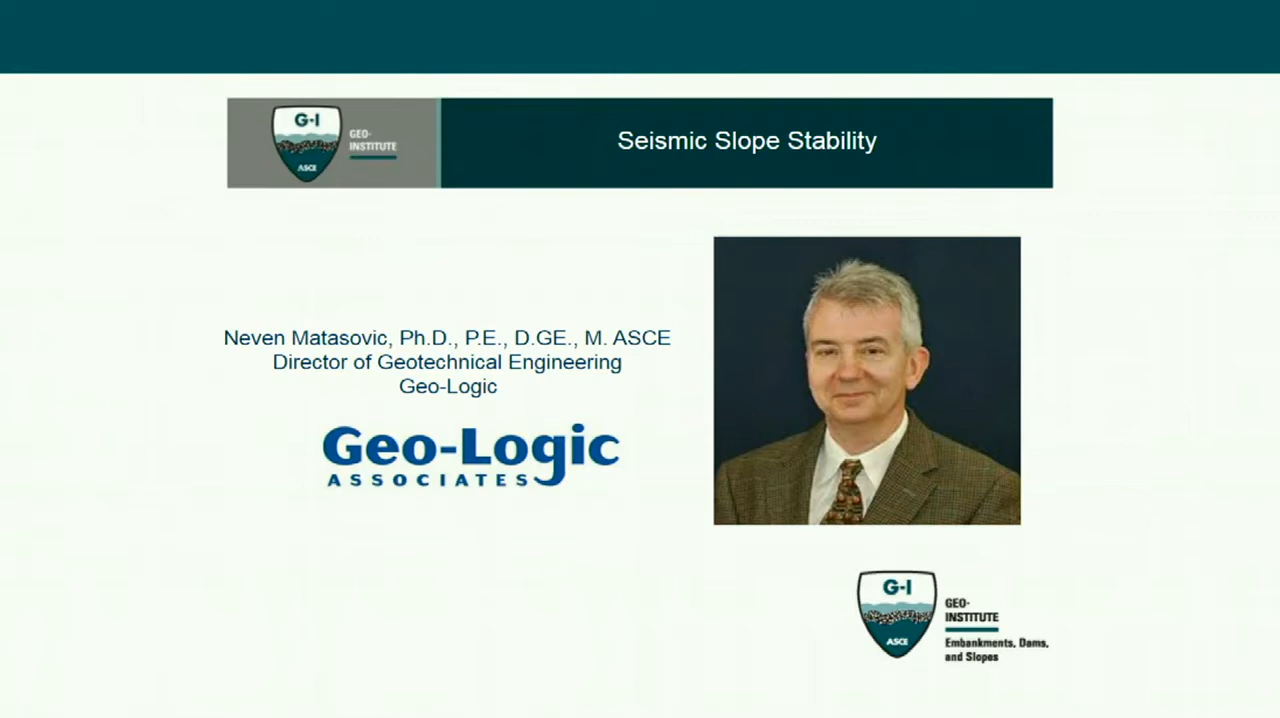 G-I
GEO-
INSTITUTE
ASCE
Seismic Slope Stability
Neven Matasovic, Ph.D., P.E., D.GE., M. ASCE
Director of Geotechnical Engineering
Geo-Logic
Geo-Logic
ASSOCIATES
G-I
ASCE
GEO-
INSTITUTE
Embankments, Dams,
and Slopes